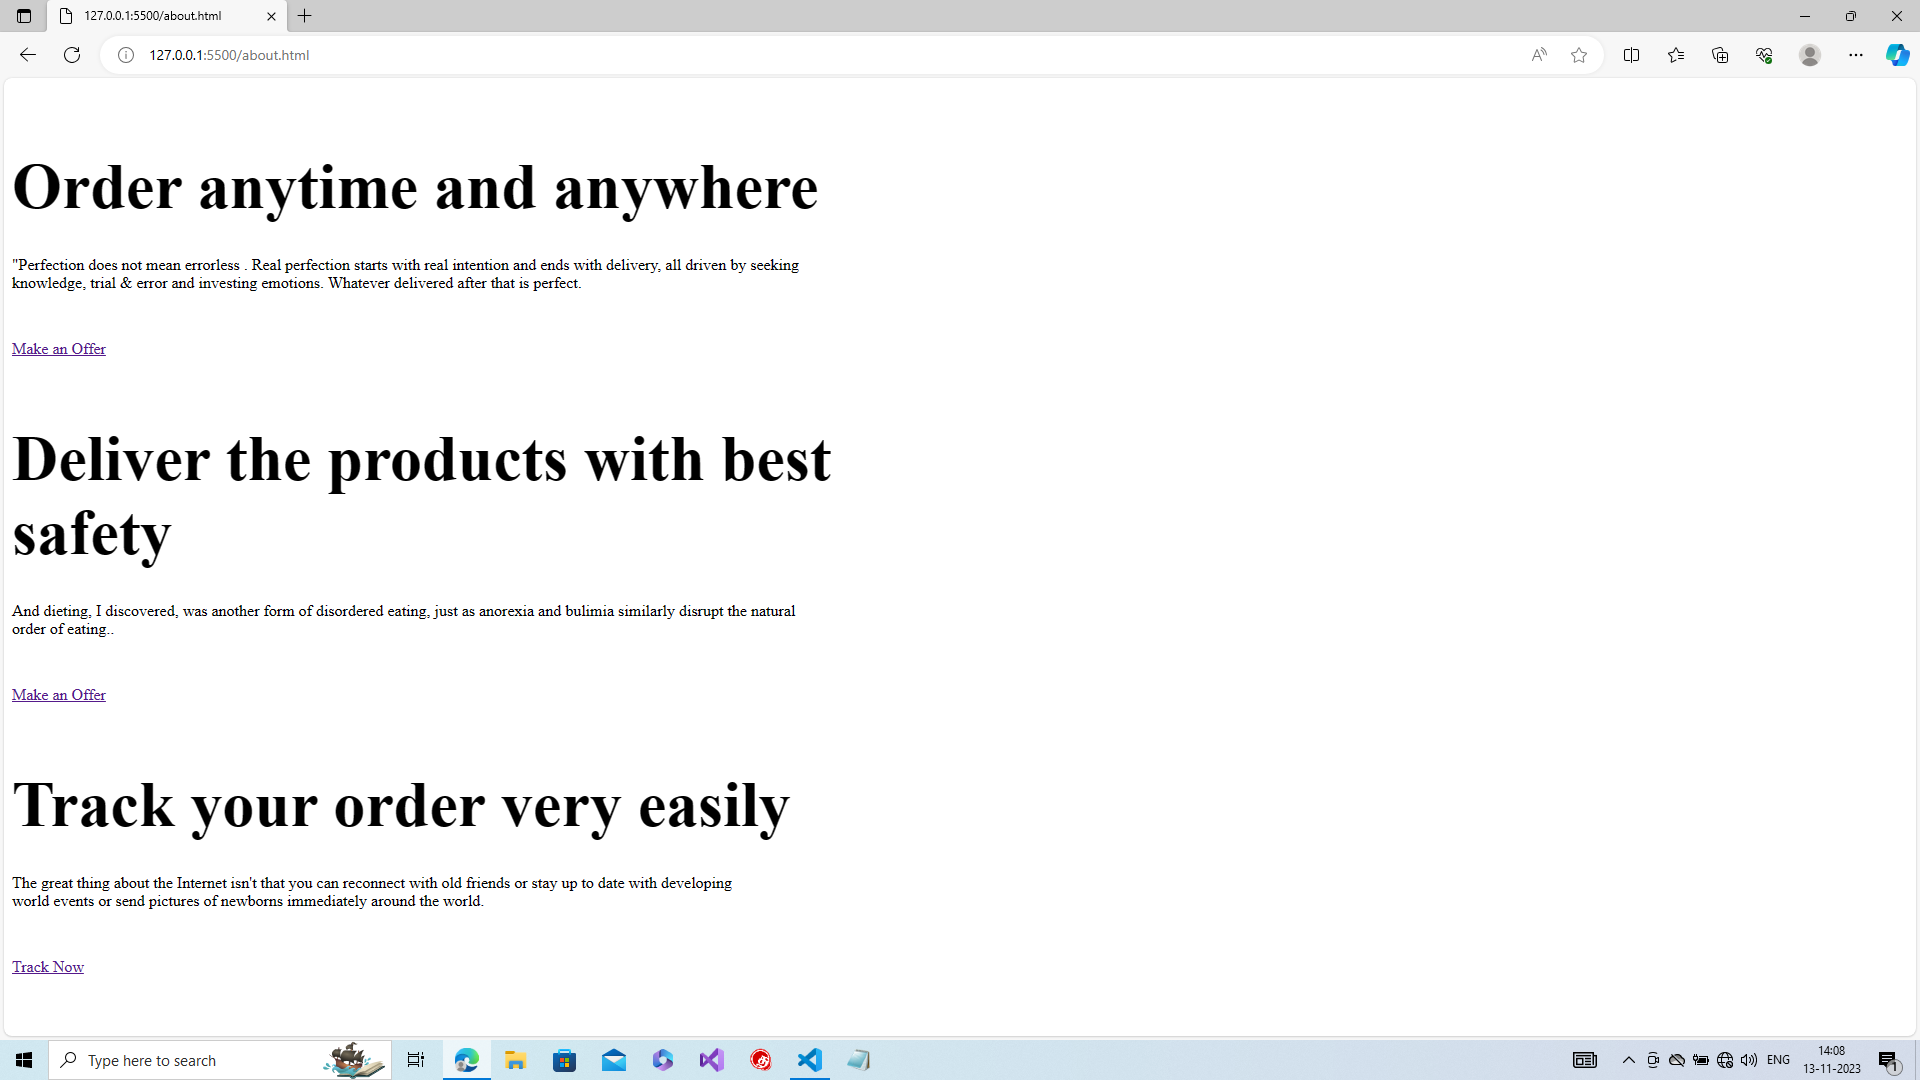 127.0.0.1:5500/about.html
127.0.0.1:5500/about.html
Order anytime and anywhere
"Perfection does not mean errorless . Real perfection starts with real intention and ends with delivery, all driven by seeking
knowledge, trial & error and investing emotions. Whatever delivered after that is perfect.
Make an Offer
Deliver the products with best
safety
And dieting, I discovered, was another form of disordered eating, just as anorexia and bulimia similarly disrupt the natural
order of eating..
Make an Offer
Track your order very easily
The great thing about the Internet isn't that you can reconnect with old friends or stay up to date with developing
world events or send pictures of newborns immediately around the world.
Track Now
Type here to search
ENG
14:08
13-11-2023
1